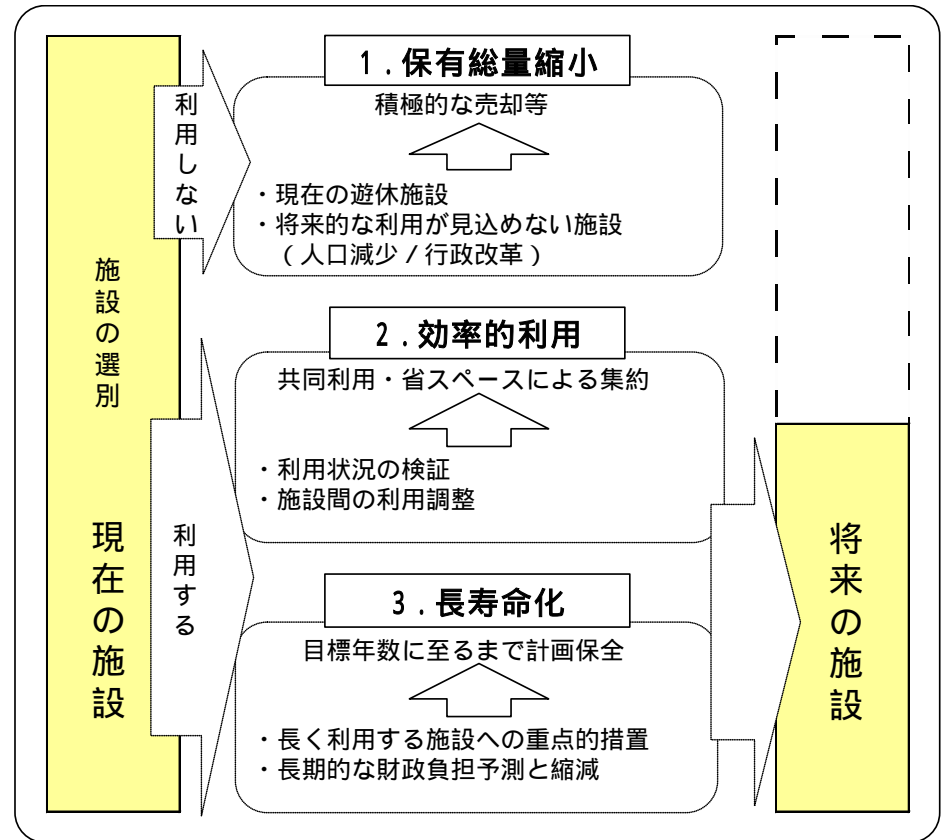 施設の選別
現在の施設
利用しない
1．保有総量縮小
積極的な売却等
・現在の遊休施設
・将来的な利用が見込めない施設
（人口減少／行政改革）
利用する
2．効率的利用
共同利用・省スペースによる集約
・利用状況の検証
・施設間の利用調整
3．長寿命化
目標年数に至るまで計画保全
・長く利用する施設への重点的措置
・長期的な財政負担予測と縮減
将来の施設